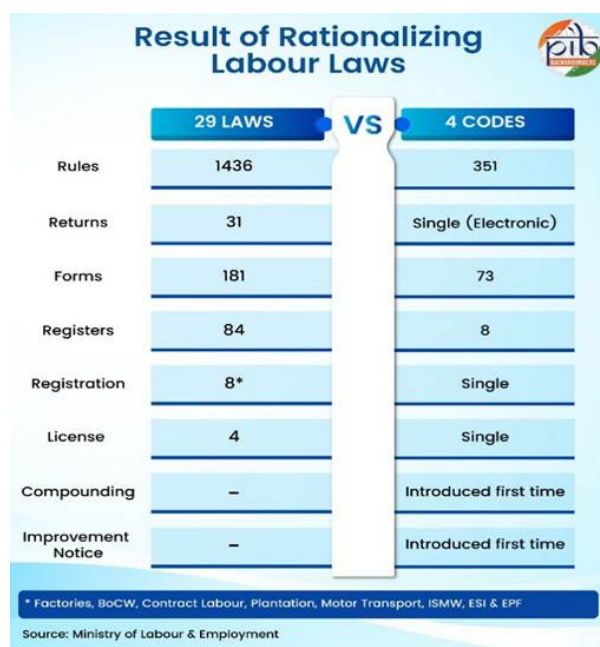 Result of Rationalizing
Labour Laws
pib
BACKGROUNDERS
29 LAWS VS 4 CODES
Rules 1436 351
Returns 31 Single (Electronic)
Forms 181 73
Registers 84 8
Registration 8* Single
License 4 Single
Compounding – Introduced first time
Improvement
Notice – Introduced first time
* Factories, BoCW, Contract Labour, Plantation, Motor Transport, ISMW, ESI & EPF
Source: Ministry of Labour & Employment